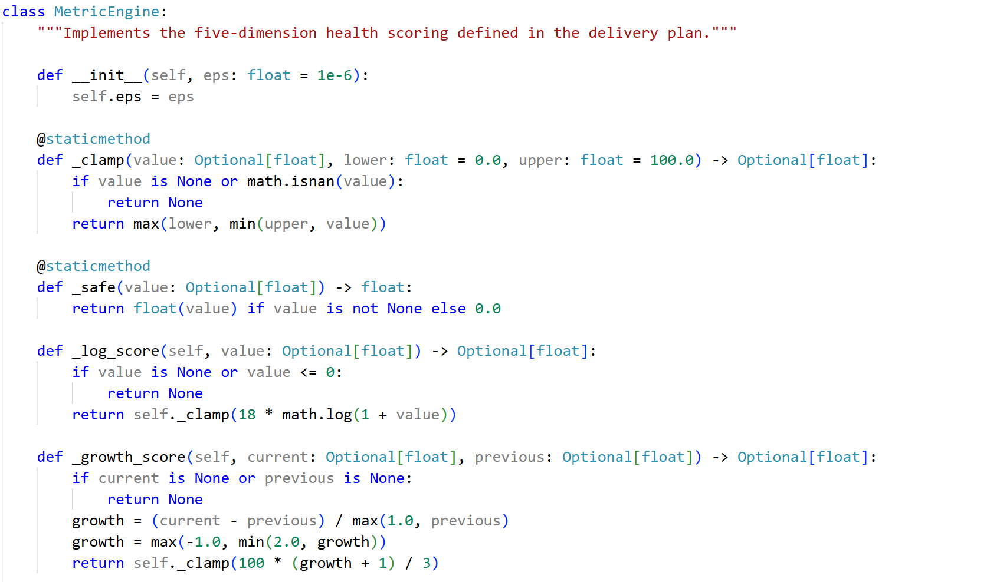 class MetricEngine:
    """Implements the five-dimension health scoring defined in the delivery plan."""

    def __init__(self, eps: float = 1e-6):
        self.eps = eps

    @staticmethod
    def _clamp(value: Optional[float], lower: float = 0.0, upper: float = 100.0) -> Optional[float]:
        if value is None or math.isnan(value):
            return None
        return max(lower, min(upper, value))

    @staticmethod
    def _safe(value: Optional[float]) -> float:
        return float(value) if value is not None else 0.0

    def _log_score(self, value: Optional[float]) -> Optional[float]:
        if value is None or value <= 0:
            return None
        return self._clamp(18 * math.log(1 + value))

    def _growth_score(self, current: Optional[float], previous: Optional[float]) -> Optional[float]:
        if current is None or previous is None:
            return None
        growth = (current - previous) / max(1.0, previous)
        growth = max(-1.0, min(2.0, growth))
        return self._clamp(100 * (growth + 1) / 3)